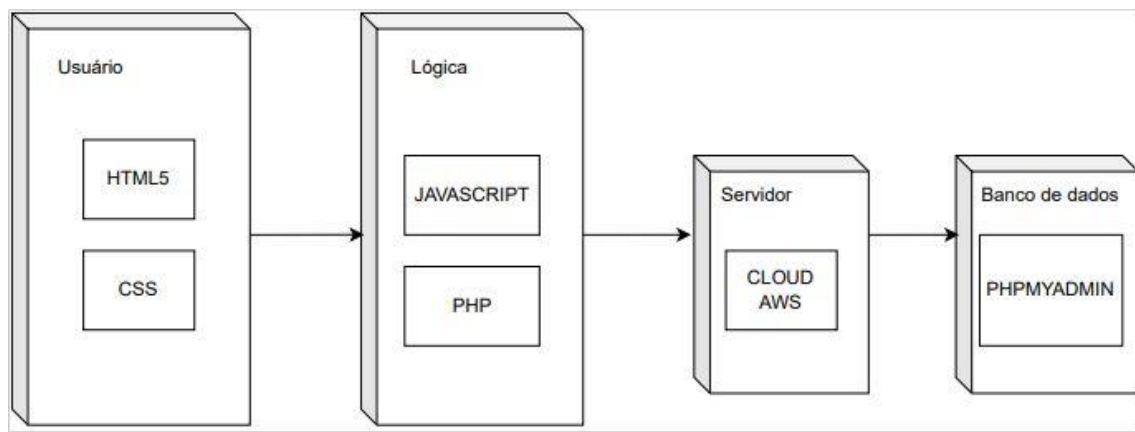 Usuário
HTML5
CSS
Lógica
JAVASCRIPT
PHP
Servidor
CLOUD
AWS
Banco de dados
PHPMYADMIN